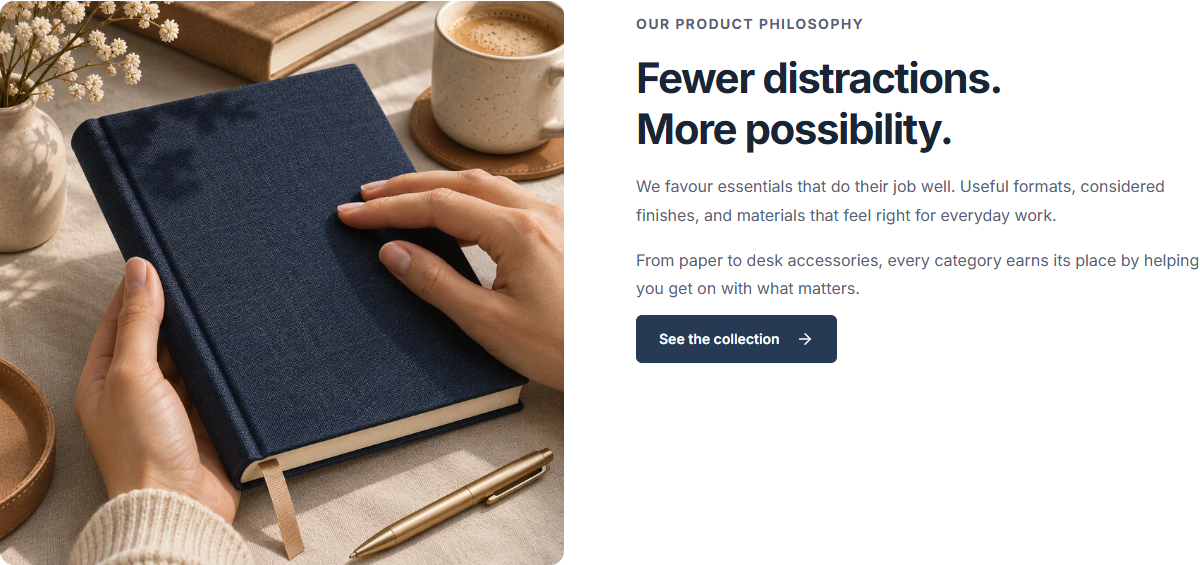 OUR PRODUCT PHILOSOPHY
Fewer distractions.
More possibility.
We favour essentials that do their job well. Useful formats, considered
finishes, and materials that feel right for everyday work.
From paper to desk accessories, every category earns its place by helping
you get on with what matters.
See the collection